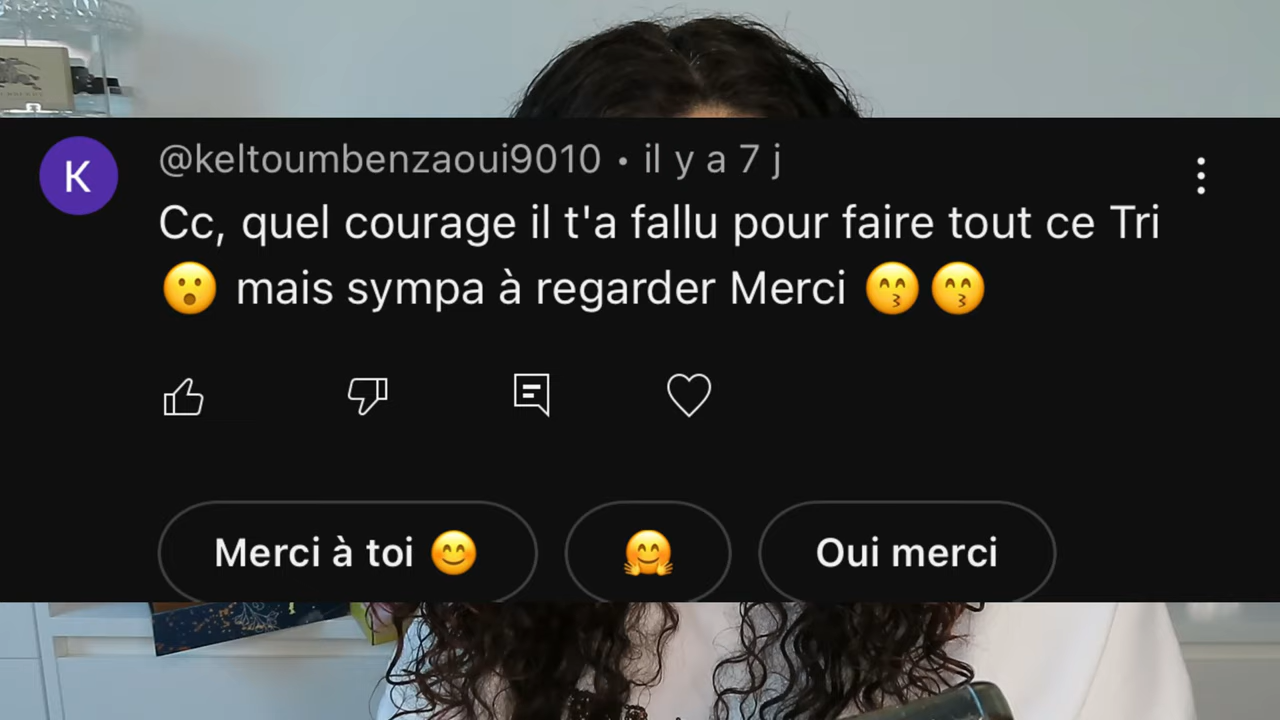 K
@keltoumbenzaoui9010 • il y a 7 j
Cc, quel courage il t'a fallu pour faire tout ce Tri
😮 mais sympa à regarder Merci 😙😙
Merci à toi 😊
🤗
Oui merci